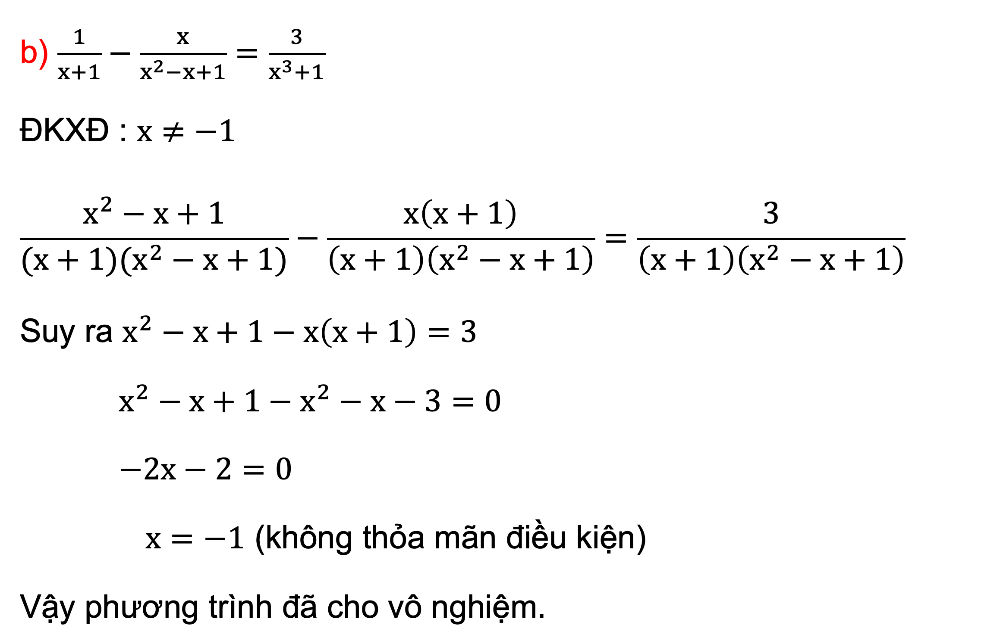 b) 1/(x+1) − x/(x²−x+1) = 3/(x³+1)
ĐKXĐ : x ≠ −1
(x² − x + 1)/((x + 1)(x² − x + 1)) − (x(x + 1))/((x + 1)(x² − x + 1)) = 3/((x + 1)(x² − x + 1))
Suy ra x² − x + 1 − x(x + 1) = 3
x² − x + 1 − x² − x − 3 = 0
−2x − 2 = 0
x = −1 (không thỏa mãn điều kiện)
Vậy phương trình đã cho vô nghiệm.